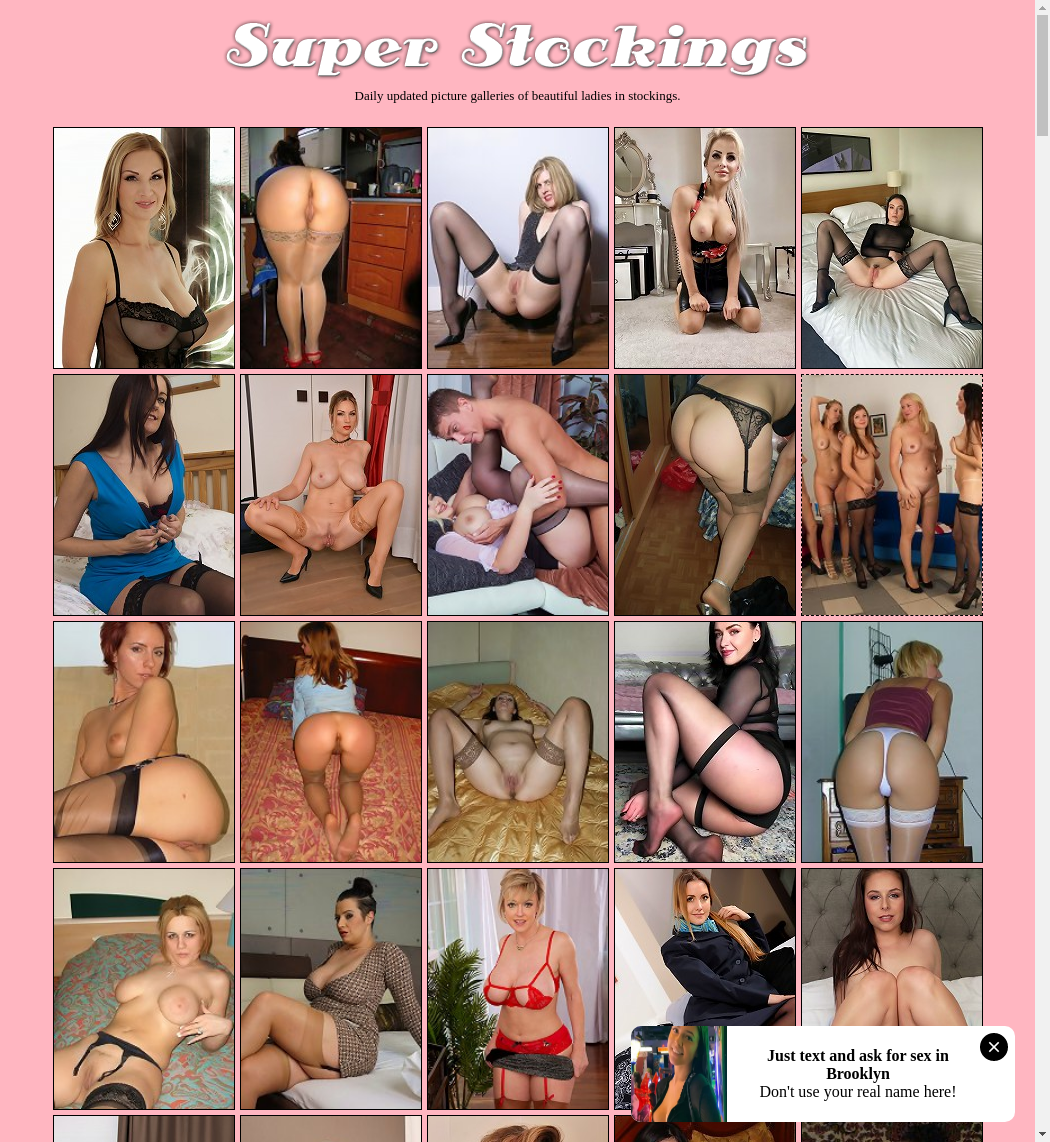 Super Stockings
Daily updated picture galleries of beautiful ladies in stockings.
Just text and ask for sex in
Brooklyn
Don't use your real name here!